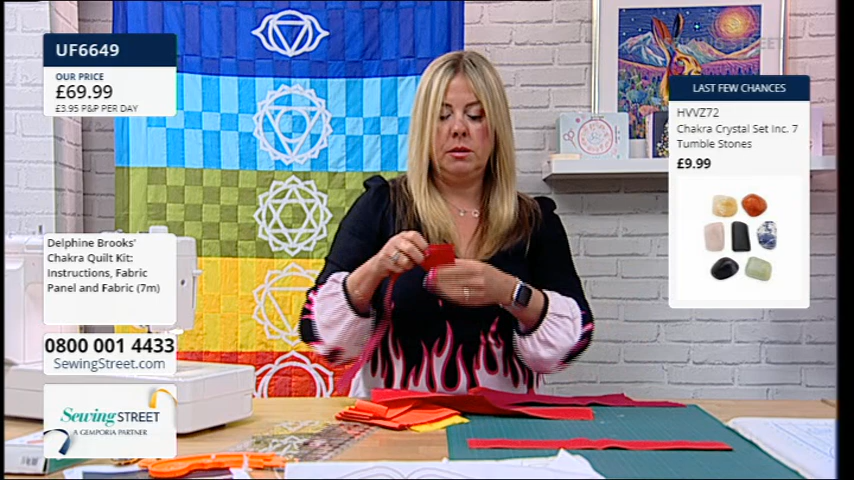 UF6649
OUR PRICE
£69.99
£3.95 P&P PER DAY
Delphine Brooks'
Chakra Quilt Kit:
Instructions, Fabric
Panel and Fabric (7m)
0800 001 4433
SewingStreet.com
Sewing STREET
A GEMPORIA PARTNER
SEWING STREET
LAST FEW CHANCES
HVVZ72
Chakra Crystal Set Inc. 7
Tumble Stones
£9.99